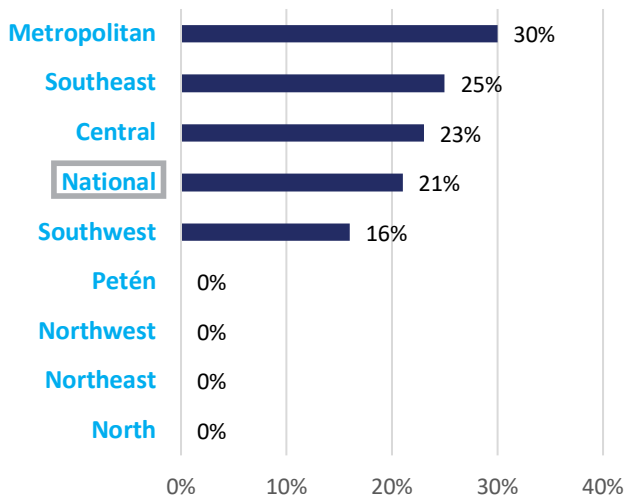 Metropolitan 30%
Southeast 25%
Central 23%
National 21%
Southwest 16%
Petén 0%
Northwest 0%
Northeast 0%
North 0%
0% 10% 20% 30% 40%